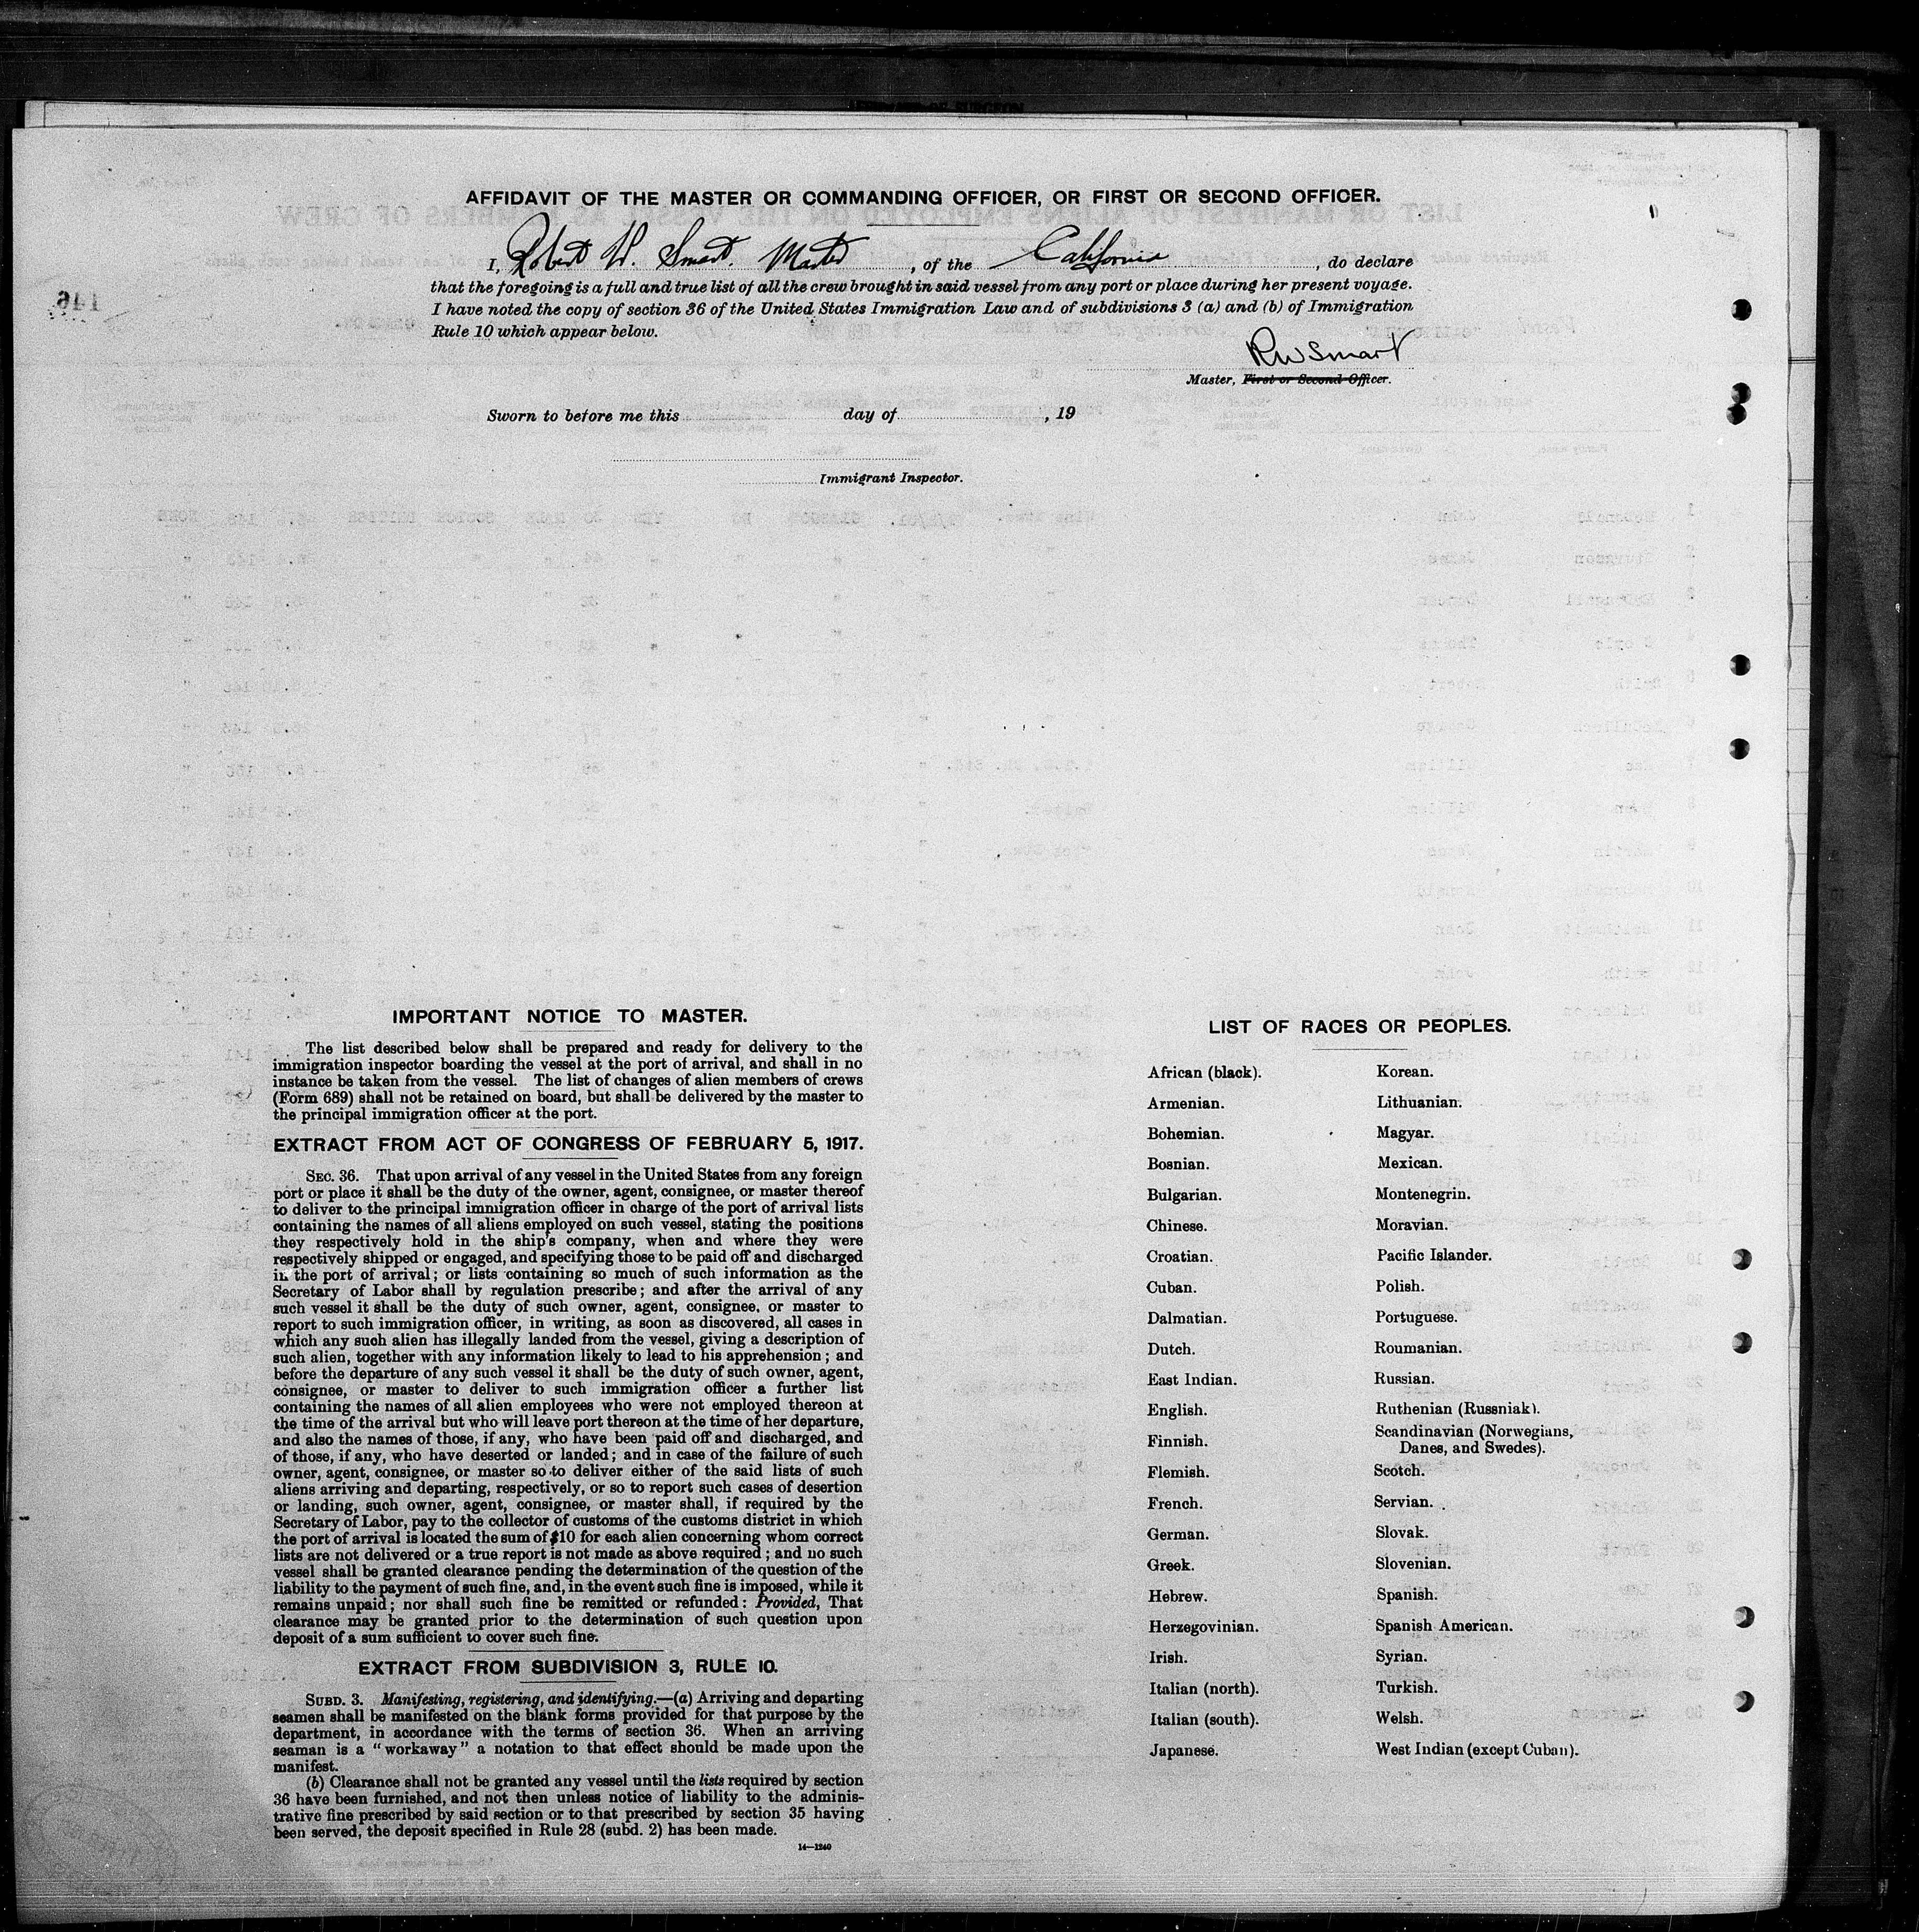 AFFIDAVIT OF SURGEON
AFFIDAVIT OF THE MASTER OR COMMANDING OFFICER, OR FIRST OR SECOND OFFICER.
I, Robert W. Smart. Master, of the California, do declare
that the foregoing is a full and true list of all the crew brought in said vessel from any port or place during her present voyage.
I have noted the copy of section 36 of the United States Immigration Law and of subdivisions 3 (a) and (b) of Immigration
Rule 10 which appear below.
RW Smart
Master, First or Second Officer.
Sworn to before me this day of , 19
Immigrant Inspector.
146
IMPORTANT NOTICE TO MASTER.
The list described below shall be prepared and ready for delivery to the
immigration inspector boarding the vessel at the port of arrival, and shall in no
instance be taken from the vessel. The list of changes of alien members of crews
(Form 689) shall not be retained on board, but shall be delivered by the master to
the principal immigration officer at the port.
EXTRACT FROM ACT OF CONGRESS OF FEBRUARY 5, 1917.
SEC. 36. That upon arrival of any vessel in the United States from any foreign
port or place it shall be the duty of the owner, agent, consignee, or master thereof
to deliver to the principal immigration officer in charge of the port of arrival lists
containing the names of all aliens employed on such vessel, stating the positions
they respectively hold in the ship's company, when and where they were
respectively shipped or engaged, and specifying those to be paid off and discharged
in the port of arrival; or lists containing so much of such information as the
Secretary of Labor shall by regulation prescribe; and after the arrival of any
such vessel it shall be the duty of such owner, agent, consignee, or master to
report to such immigration officer, in writing, as soon as discovered, all cases in
which any such alien has illegally landed from the vessel, giving a description of
such alien, together with any information likely to lead to his apprehension; and
before the departure of any such vessel it shall be the duty of such owner, agent,
consignee, or master to deliver to such immigration officer a further list
containing the names of all alien employees who were not employed thereon at
the time of the arrival but who will leave port thereon at the time of her departure,
and also the names of those, if any, who have been paid off and discharged, and
of those, if any, who have deserted or landed; and in case of the failure of such
owner, agent, consignee, or master so to deliver either of the said lists of such
aliens arriving and departing, respectively, or so to report such cases of desertion
or landing, such owner, agent, consignee, or master shall, if required by the
Secretary of Labor, pay to the collector of customs of the customs district in which
the port of arrival is located the sum of $10 for each alien concerning whom correct
lists are not delivered or a true report is not made as above required; and no such
vessel shall be granted clearance pending the determination of the question of the
liability to the payment of such fine, and, in the event such fine is imposed, while it
remains unpaid; nor shall such fine be remitted or refunded: Provided, That
clearance may be granted prior to the determination of such question upon
deposit of a sum sufficient to cover such fine.
EXTRACT FROM SUBDIVISION 3, RULE 10.
SUBD. 3. Manifesting, registering, and identifying.—(a) Arriving and departing
seamen shall be manifested on the blank forms provided for that purpose by the
department, in accordance with the terms of section 36. When an arriving
seaman is a "workaway" a notation to that effect should be made upon the
manifest.
(b) Clearance shall not be granted any vessel until the lists required by section
36 have been furnished, and not then unless notice of liability to the adminis-
trative fine prescribed by said section or to that prescribed by section 35 having
been served, the deposit specified in Rule 28 (subd. 2) has been made.
14—1240
LIST OF RACES OR PEOPLES.
African (black).
Armenian.
Bohemian.
Bosnian.
Bulgarian.
Chinese.
Croatian.
Cuban.
Dalmatian.
Dutch.
East Indian.
English.
Finnish.
Flemish.
French.
German.
Greek.
Hebrew.
Herzegovinian.
Irish.
Italian (north).
Italian (south).
Japanese.
Korean.
Lithuanian.
Magyar.
Mexican.
Montenegrin.
Moravian.
Pacific Islander.
Polish.
Portuguese.
Roumanian.
Russian.
Ruthenian (Russniak).
Scandinavian (Norwegians,
Danes, and Swedes).
Scotch.
Servian.
Slovak.
Slovenian.
Spanish.
Spanish American.
Syrian.
Turkish.
Welsh.
West Indian (except Cuban).